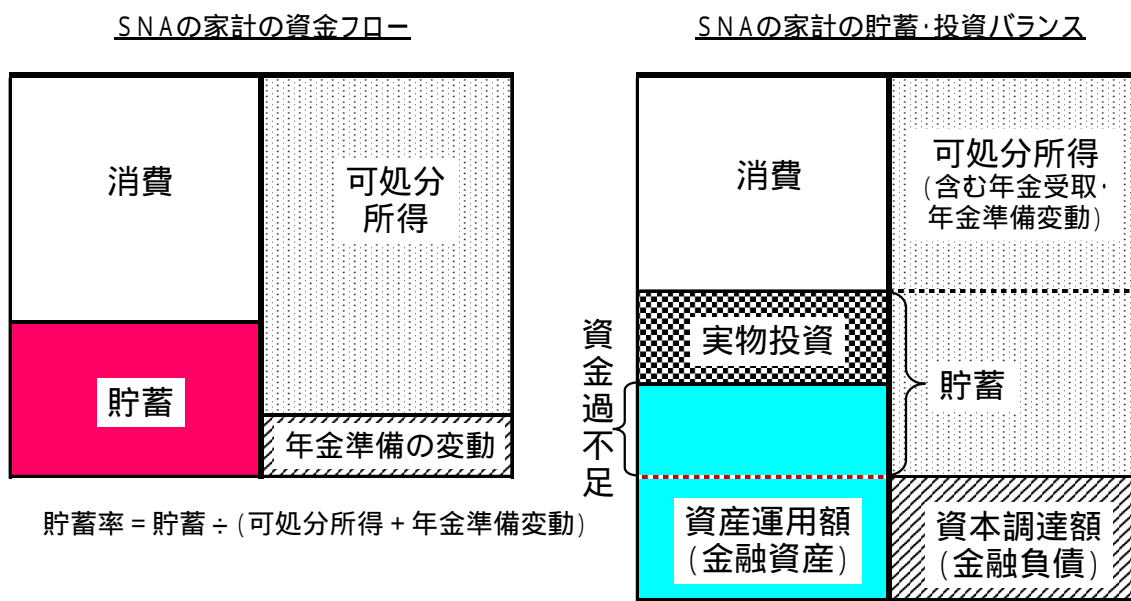 SNAの家計の資金フロー
消費
可処分
所得
貯蓄
年金準備の変動
貯蓄率 = 貯蓄 ÷ (可処分所得 + 年金準備変動)
SNAの家計の貯蓄・投資バランス
消費
可処分所得
(含む年金受取・
年金準備変動)
実物投資
資金過不足
貯蓄
資産運用額
(金融資産)
資本調達額
(金融負債)